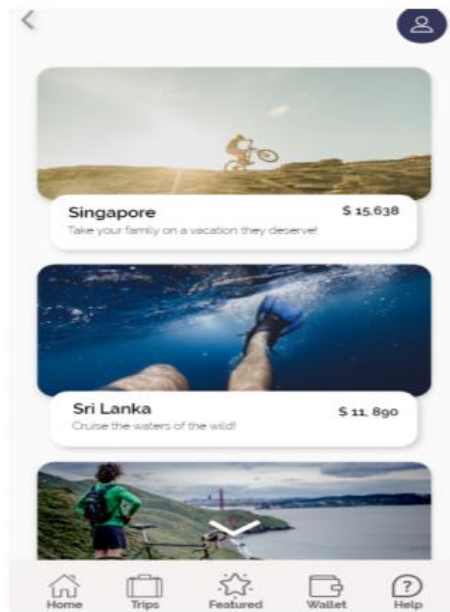 Singapore
$ 15,638
Take your family on a vacation they deserve!
Sri Lanka
$ 11, 890
Cruise the waters of the wild!
Home
Trips
Featured
Wallet
Help